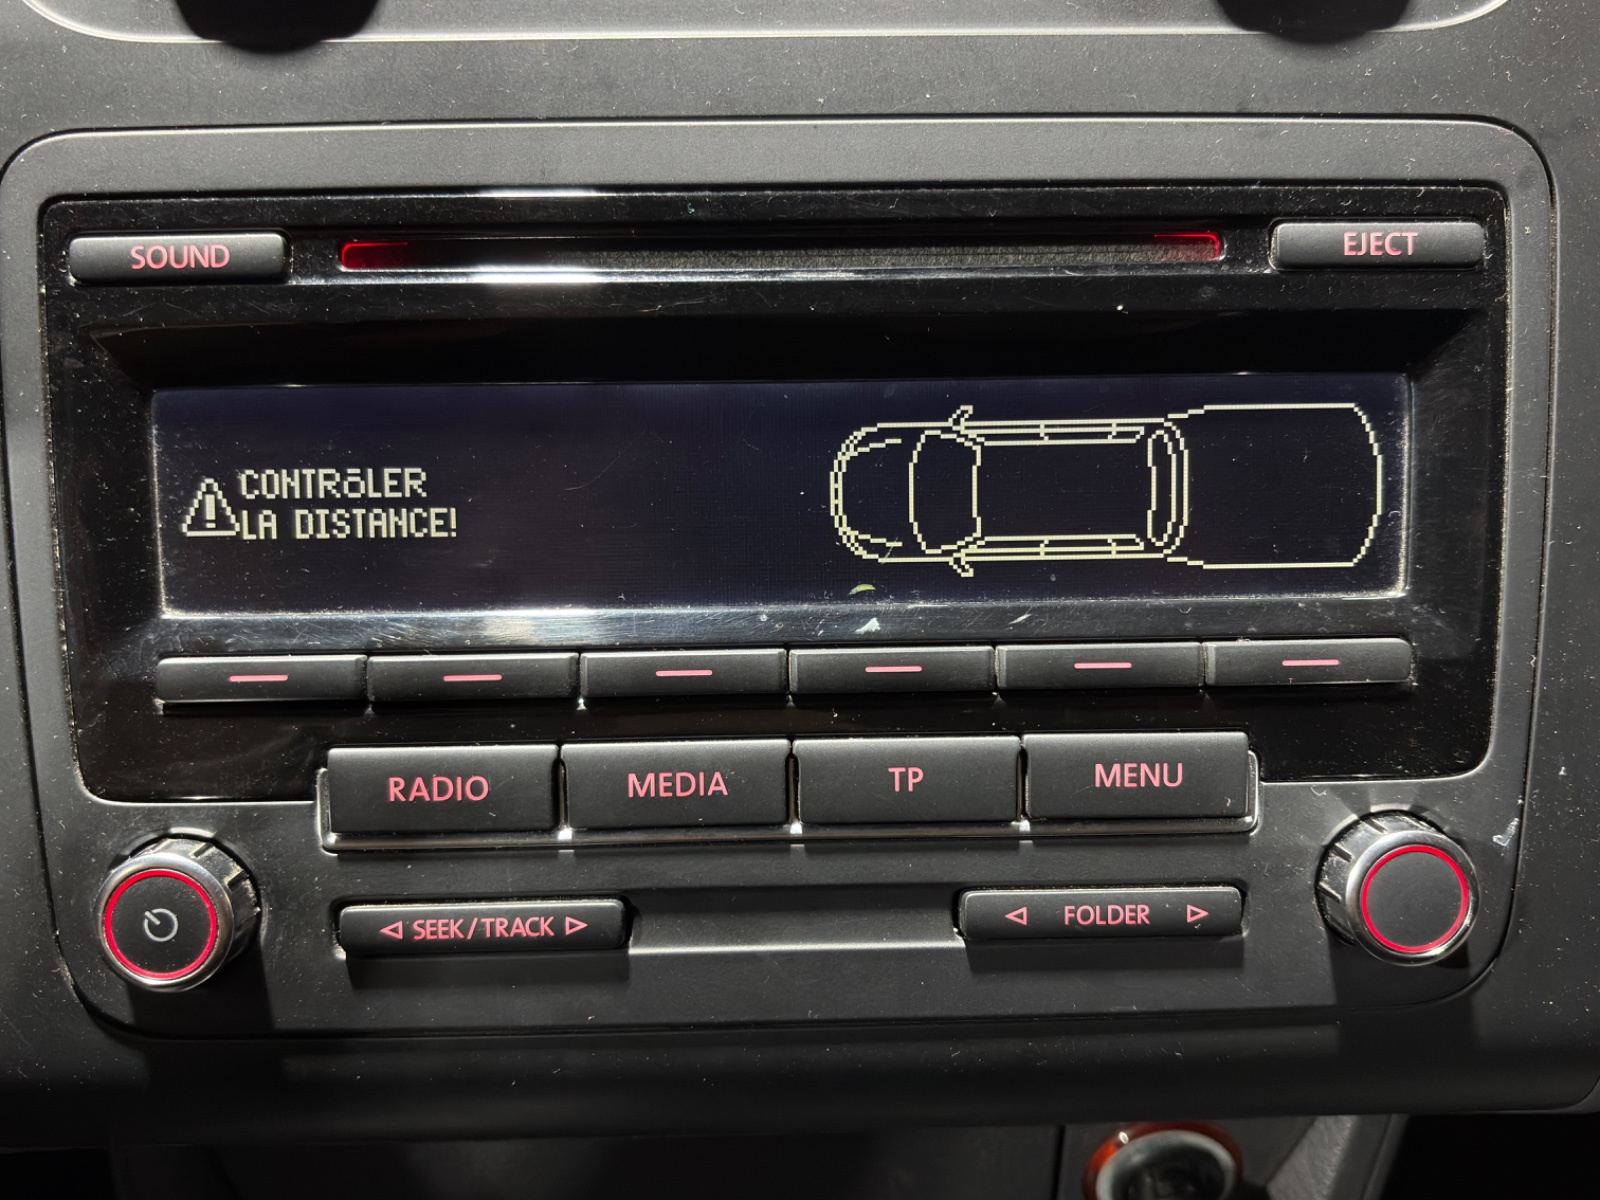 SOUND
EJECT
CONTRôLER
LA DISTANCE!
RADIO
MEDIA
TP
MENU
SEEK/TRACK
FOLDER